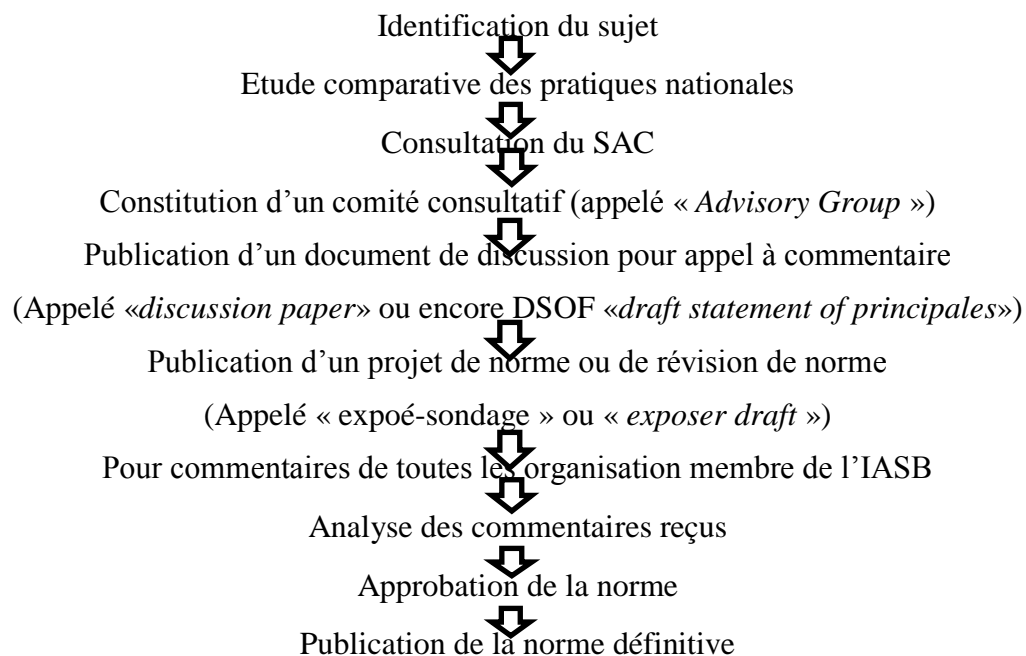 Identification du sujet
Etude comparative des pratiques nationales
Consultation du SAC
Constitution d'un comité consultatif (appelé « Advisory Group »)
Publication d'un document de discussion pour appel à commentaire
(Appelé «discussion paper» ou encore DSOF «draft statement of principales»)
Publication d'un projet de norme ou de révision de norme
(Appelé « expoé-sondage » ou « exposer draft »)
Pour commentaires de toutes les organisation membre de l'IASB
Analyse des commentaires reçus
Approbation de la norme
Publication de la norme définitive